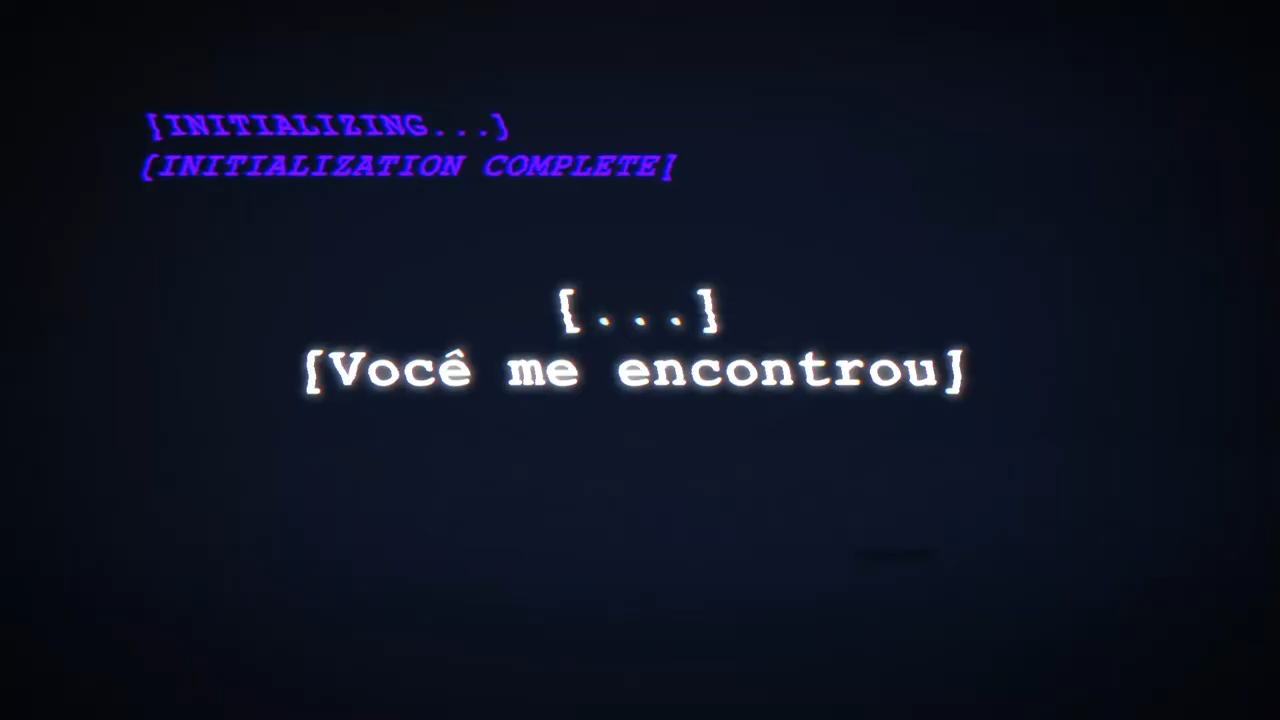 [INITIALIZING...}
{INITIALIZATION COMPLETE]
[...]
[Você me encontrou]